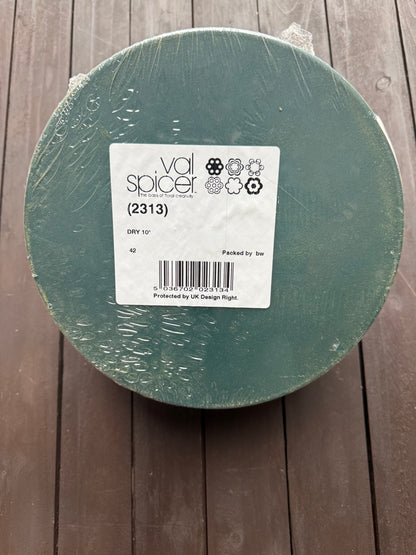 val
spicer
The basis of floral creativity
(2313)
DRY 10"
42 Packed by bw
5 036702 023134
Protected by UK Design Right.